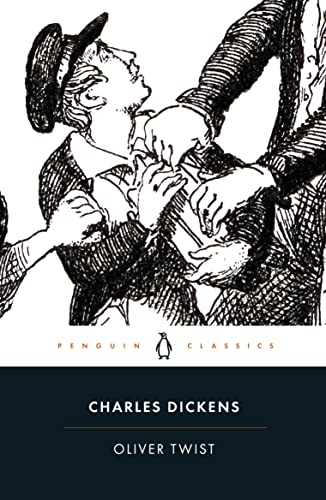 PENGUIN CLASSICS
CHARLES DICKENS
OLIVER TWIST